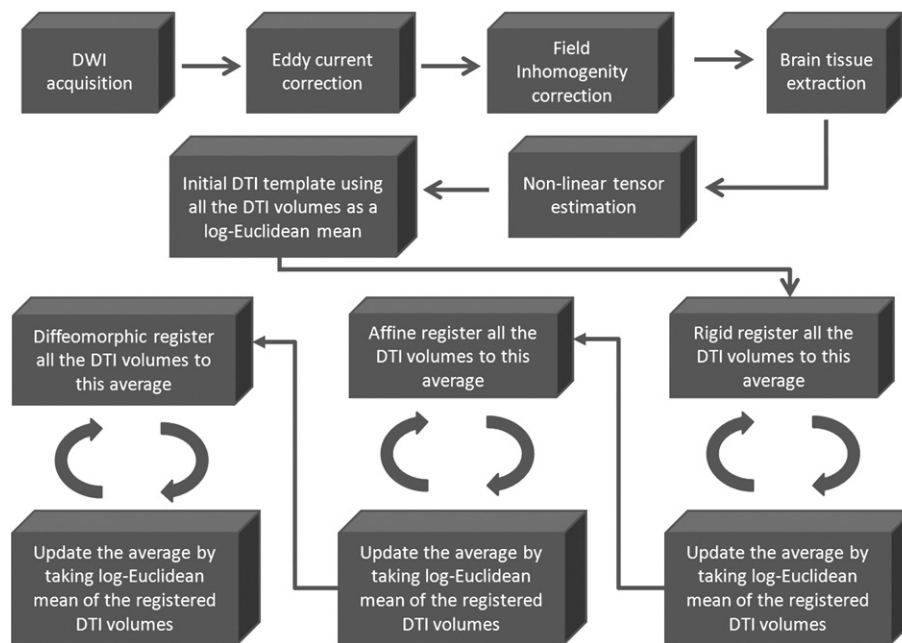 DWI
acquisition
Eddy current
correction
Field
Inhomogenity
correction
Brain tissue
extraction
Initial DTI template using
all the DTI volumes as a
log-Euclidean mean
Non-linear tensor
estimation
Diffeomorphic register
all the DTI volumes to
this average
Affine register all the
DTI volumes to this
average
Rigid register all the
DTI volumes to this
average
Update the average by
taking log-Euclidean
mean of the registered
DTI volumes
Update the average by
taking log-Euclidean
mean of the registered
DTI volumes
Update the average by
taking log-Euclidean
mean of the registered
DTI volumes